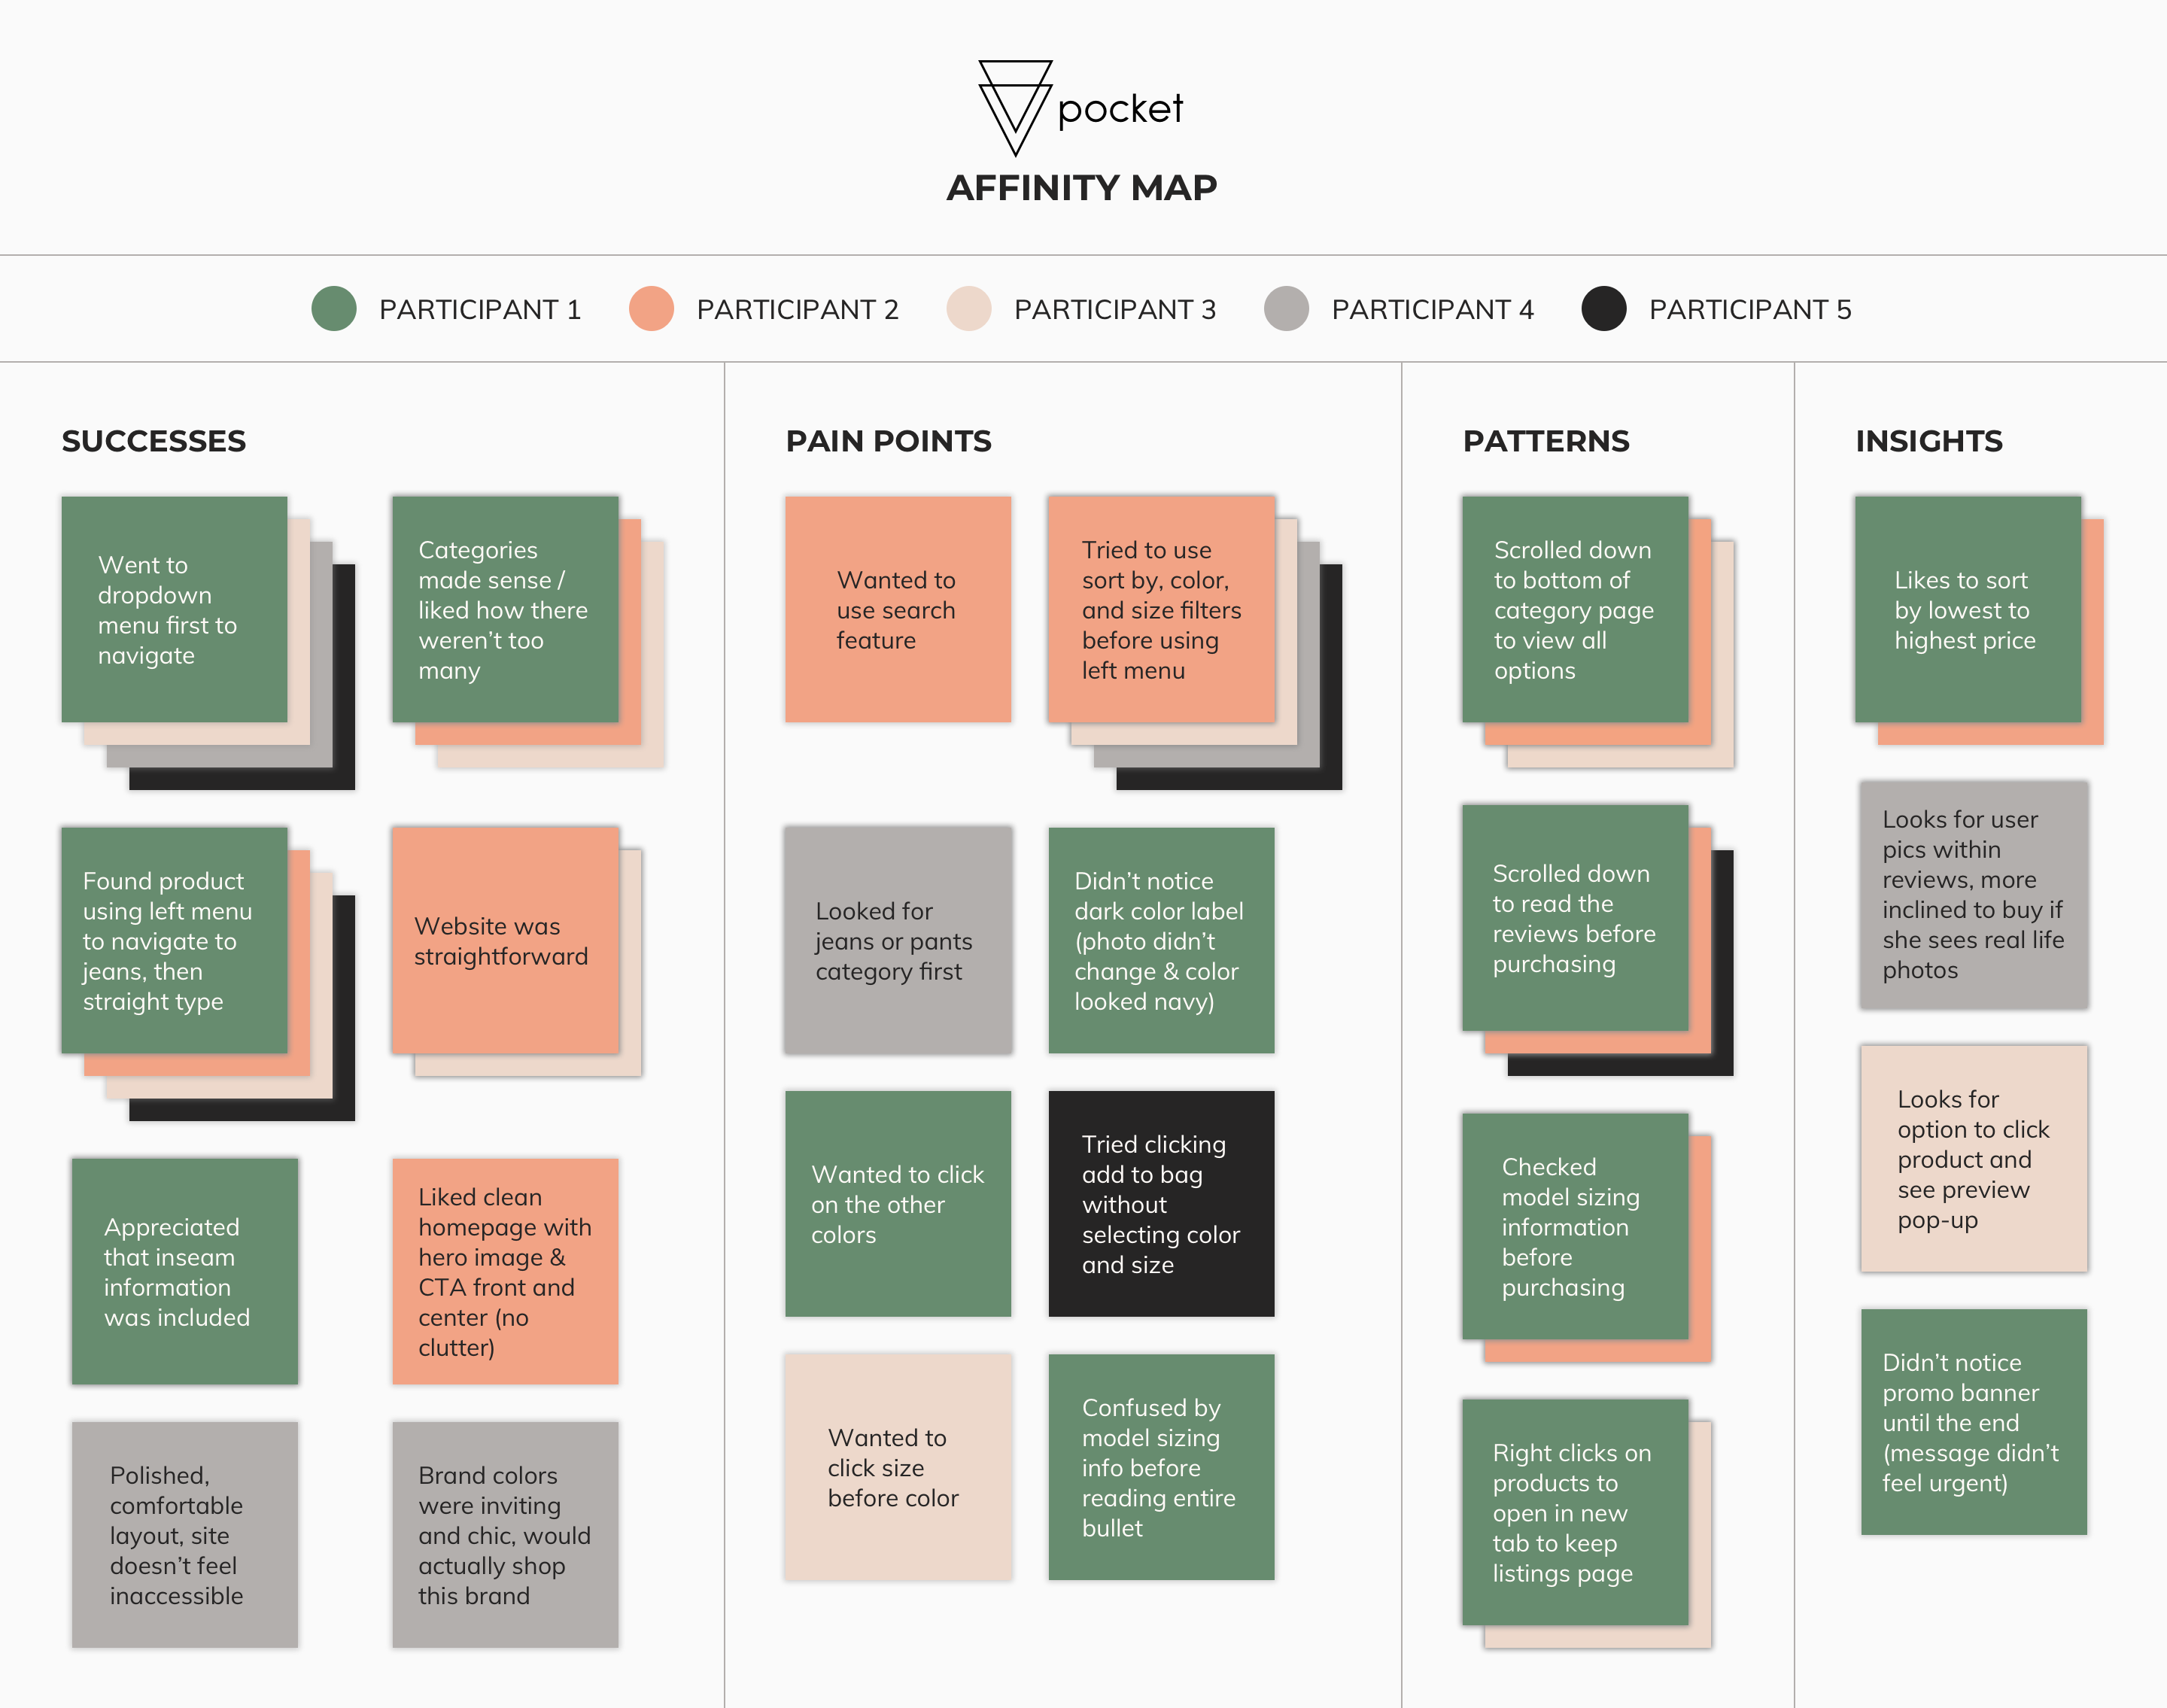 pocket
AFFINITY MAP
PARTICIPANT 1
PARTICIPANT 2
PARTICIPANT 3
PARTICIPANT 4
PARTICIPANT 5
SUCCESSES
Went to
dropdown
menu first to
navigate
Categories
made sense /
liked how there
weren’t too
many
Found product
using left menu
to navigate to
jeans, then
straight type
Website was
straightforward
Appreciated
that inseam
information
was included
Liked clean
homepage with
hero image &
CTA front and
center (no
clutter)
Polished,
comfortable
layout, site
doesn’t feel
inaccessible
Brand colors
were inviting
and chic, would
actually shop
this brand
PAIN POINTS
Wanted to
use search
feature
Tried to use
sort by, color,
and size filters
before using
left menu
Looked for
jeans or pants
category first
Didn’t notice
dark color label
(photo didn’t
change & color
looked navy)
Wanted to click
on the other
colors
Tried clicking
add to bag
without
selecting color
and size
Wanted to
click size
before color
Confused by
model sizing
info before
reading entire
bullet
PATTERNS
Scrolled down
to bottom of
category page
to view all
options
Scrolled down
to read the
reviews before
purchasing
Checked
model sizing
information
before
purchasing
Right clicks on
products to
open in new
tab to keep
listings page
INSIGHTS
Likes to sort
by lowest to
highest price
Looks for user
pics within
reviews, more
inclined to buy if
she sees real life
photos
Looks for
option to click
product and
see preview
pop-up
Didn’t notice
promo banner
until the end
(message didn’t
feel urgent)